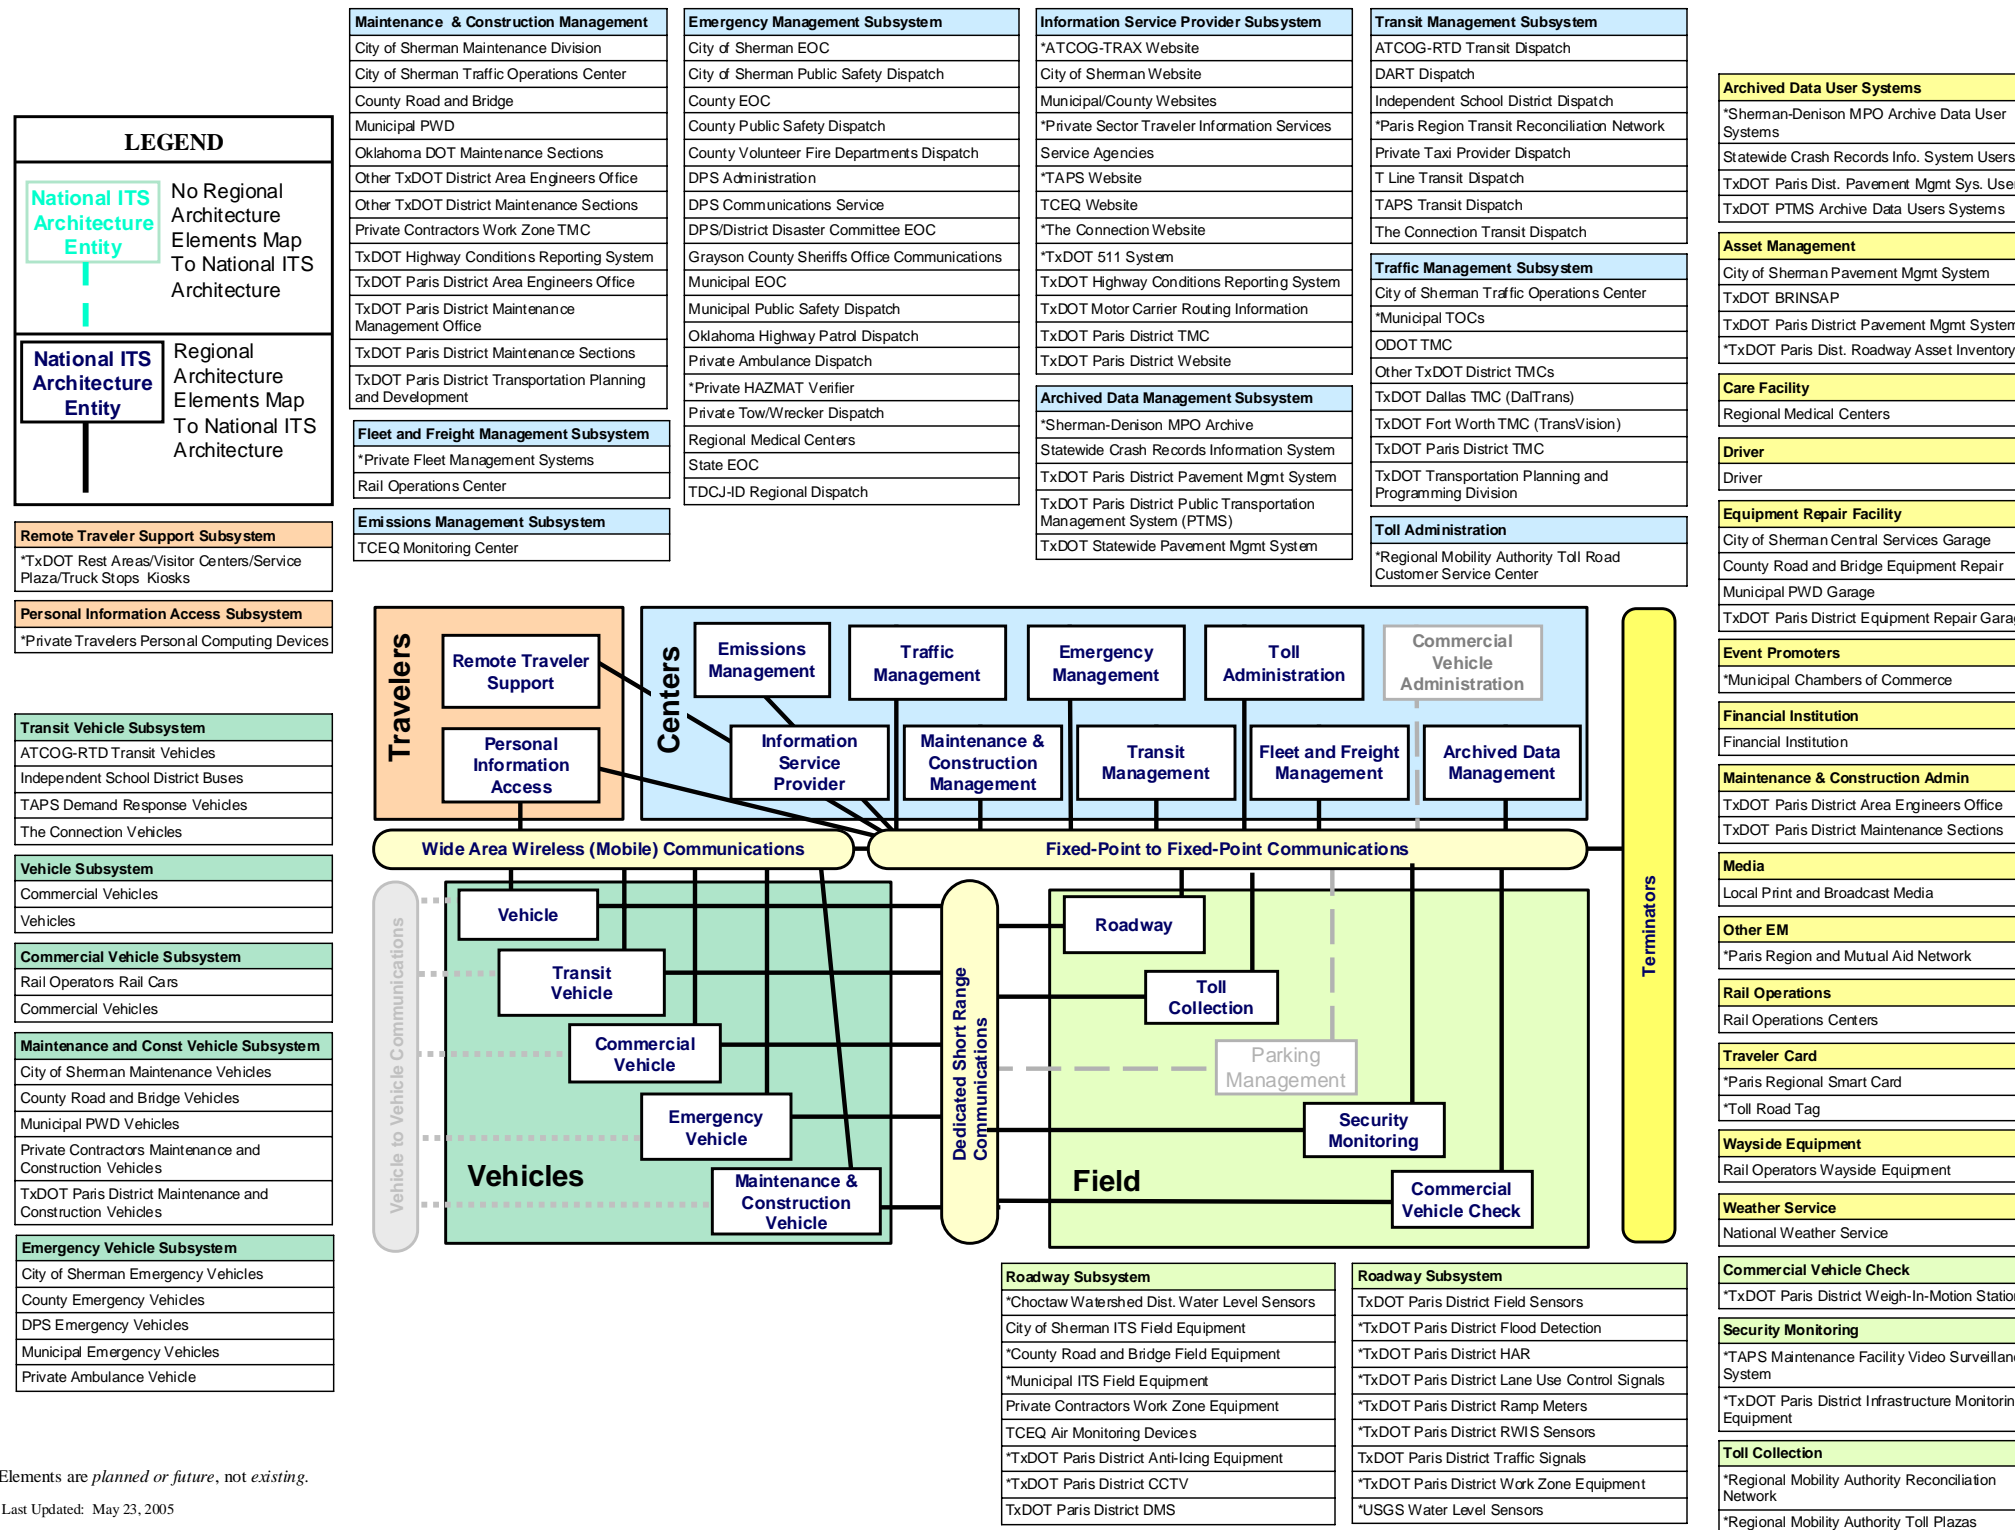 LEGEND
National ITS
Architecture
Entity
No Regional
Architecture
Elements Map
To National ITS
Architecture
National ITS
Architecture
Entity
Regional
Architecture
Elements Map
To National ITS
Architecture
Remote Traveler Support Subsystem
*TxDOT Rest Areas/Visitor Centers/Service
Plaza/Truck Stops Kiosks
Personal Information Access Subsystem
*Private Travelers Personal Computing Devices
Transit Vehicle Subsystem
ATCOG-RTD Transit Vehicles
Independent School District Buses
TAPS Demand Response Vehicles
The Connection Vehicles
Vehicle Subsystem
Commercial Vehicles
Vehicles
Commercial Vehicle Subsystem
Rail Operators Rail Cars
Commercial Vehicles
Maintenance and Const Vehicle Subsystem
City of Sherman Maintenance Vehicles
County Road and Bridge Vehicles
Municipal PWD Vehicles
Private Contractors Maintenance and
Construction Vehicles
TxDOT Paris District Maintenance and
Construction Vehicles
Emergency Vehicle Subsystem
City of Sherman Emergency Vehicles
County Emergency Vehicles
DPS Emergency Vehicles
Municipal Emergency Vehicles
Private Ambulance Vehicle
Elements are planned or future, not existing.
Last Updated: May 23, 2005
Maintenance & Construction Management
City of Sherman Maintenance Division
City of Sherman Traffic Operations Center
County Road and Bridge
Municipal PWD
Oklahoma DOT Maintenance Sections
Other TxDOT District Area Engineers Office
Other TxDOT District Maintenance Sections
Private Contractors Work Zone TMC
TxDOT Highway Conditions Reporting System
TxDOT Paris District Area Engineers Office
TxDOT Paris District Maintenance
Management Office
TxDOT Paris District Maintenance Sections
TxDOT Paris District Transportation Planning
and Development
Fleet and Freight Management Subsystem
*Private Fleet Management Systems
Rail Operations Center
Emissions Management Subsystem
TCEQ Monitoring Center
Emergency Management Subsystem
City of Sherman EOC
City of Sherman Public Safety Dispatch
County EOC
County Public Safety Dispatch
County Volunteer Fire Departments Dispatch
DPS Administration
DPS Communications Service
DPS/District Disaster Committee EOC
Grayson County Sheriffs Office Communications
Municipal EOC
Municipal Public Safety Dispatch
Oklahoma Highway Patrol Dispatch
Private Ambulance Dispatch
*Private HAZMAT Verifier
Private Tow/Wrecker Dispatch
Regional Medical Centers
State EOC
TDCJ-ID Regional Dispatch
Information Service Provider Subsystem
*ATCOG-TRAX Website
City of Sherman Website
Municipal/County Websites
*Private Sector Traveler Information Services
Service Agencies
*TAPS Website
TCEQ Website
*The Connection Website
*TxDOT 511 System
TxDOT Highway Conditions Reporting System
TxDOT Motor Carrier Routing Information
TxDOT Paris District TMC
TxDOT Paris District Website
Archived Data Management Subsystem
*Sherman-Denison MPO Archive
Statewide Crash Records Information System
TxDOT Paris District Pavement Mgmt System
TxDOT Paris District Public Transportation
Management System (PTMS)
TxDOT Statewide Pavement Mgmt System
Transit Management Subsystem
ATCOG-RTD Transit Dispatch
DART Dispatch
Independent School District Dispatch
*Paris Region Transit Reconciliation Network
Private Taxi Provider Dispatch
T Line Transit Dispatch
TAPS Transit Dispatch
The Connection Transit Dispatch
Traffic Management Subsystem
City of Sherman Traffic Operations Center
*Municipal TOCs
ODOT TMC
Other TxDOT District TMCs
TxDOT Dallas TMC (DalTrans)
TxDOT Fort Worth TMC (TransVision)
TxDOT Paris District TMC
TxDOT Transportation Planning and
Programming Division
Toll Administration
*Regional Mobility Authority Toll Road
Customer Service Center
Travelers
Remote Traveler
Support
Personal
Information
Access
Centers
Emissions
Management
Traffic
Management
Emergency
Management
Toll
Administration
Commercial
Vehicle
Administration
Information
Service
Provider
Maintenance &
Construction
Management
Transit
Management
Fleet and Freight
Management
Archived Data
Management
Wide Area Wireless (Mobile) Communications
Fixed-Point to Fixed-Point Communications
Terminators
Vehicle to Vehicle Communications
Vehicle
Transit
Vehicle
Commercial
Vehicle
Emergency
Vehicle
Maintenance &
Construction
Vehicle
Vehicles
Dedicated Short Range
Communications
Roadway
Toll
Collection
Parking
Management
Security
Monitoring
Commercial
Vehicle Check
Field
Roadway Subsystem
*Choctaw Watershed Dist. Water Level Sensors
City of Sherman ITS Field Equipment
*County Road and Bridge Field Equipment
*Municipal ITS Field Equipment
Private Contractors Work Zone Equipment
TCEQ Air Monitoring Devices
*TxDOT Paris District Anti-Icing Equipment
*TxDOT Paris District CCTV
TxDOT Paris District DMS
Roadway Subsystem
TxDOT Paris District Field Sensors
*TxDOT Paris District Flood Detection
*TxDOT Paris District HAR
*TxDOT Paris District Lane Use Control Signals
*TxDOT Paris District Ramp Meters
*TxDOT Paris District RWIS Sensors
TxDOT Paris District Traffic Signals
*TxDOT Paris District Work Zone Equipment
*USGS Water Level Sensors
Archived Data User Systems
*Sherman-Denison MPO Archive Data User
Systems
Statewide Crash Records Info. System Users
TxDOT Paris Dist. Pavement Mgmt Sys. Use
TxDOT PTMS Archive Data Users Systems
Asset Management
City of Sherman Pavement Mgmt System
TxDOT BRINSAP
TxDOT Paris District Pavement Mgmt System
*TxDOT Paris Dist. Roadway Asset Inventory
Care Facility
Regional Medical Centers
Driver
Driver
Equipment Repair Facility
City of Sherman Central Services Garage
County Road and Bridge Equipment Repair
Municipal PWD Garage
TxDOT Paris District Equipment Repair Garag
Event Promoters
*Municipal Chambers of Commerce
Financial Institution
Financial Institution
Maintenance & Construction Admin
TxDOT Paris District Area Engineers Office
TxDOT Paris District Maintenance Sections
Media
Local Print and Broadcast Media
Other EM
*Paris Region and Mutual Aid Network
Rail Operations
Rail Operations Centers
Traveler Card
*Paris Regional Smart Card
*Toll Road Tag
Wayside Equipment
Rail Operators Wayside Equipment
Weather Service
National Weather Service
Commercial Vehicle Check
*TxDOT Paris District Weigh-In-Motion Station
Security Monitoring
*TAPS Maintenance Facility Video Surveillan
System
*TxDOT Paris District Infrastructure Monitorin
Equipment
Toll Collection
*Regional Mobility Authority Reconciliation
Network
*Regional Mobility Authority Toll Plazas